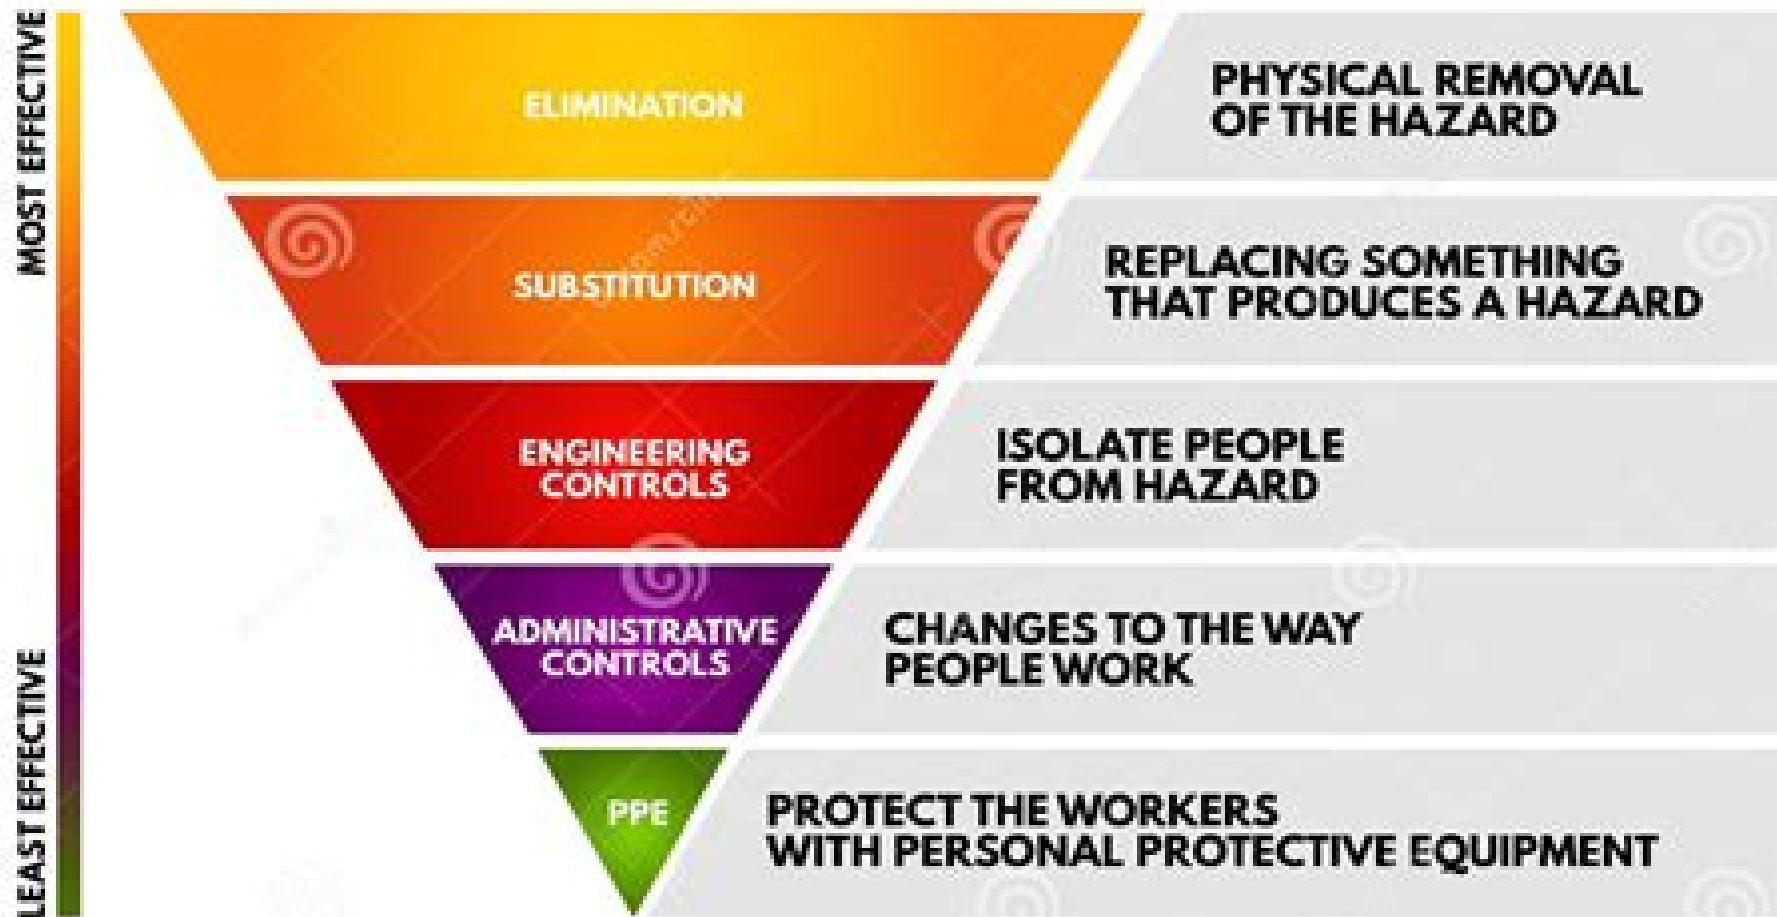 MOST EFFECTIVE
ELIMINATION
PHYSICAL REMOVAL
OF THE HAZARD
SUBSTITUTION
REPLACING SOMETHING
THAT PRODUCES A HAZARD
ENGINEERING
CONTROLS
ISOLATE PEOPLE
FROM HAZARD
ADMINISTRATIVE
CONTROLS
CHANGES TO THE WAY
PEOPLE WORK
LEAST EFFECTIVE
PPE
PROTECT THE WORKERS
WITH PERSONAL PROTECTIVE EQUIPMENT